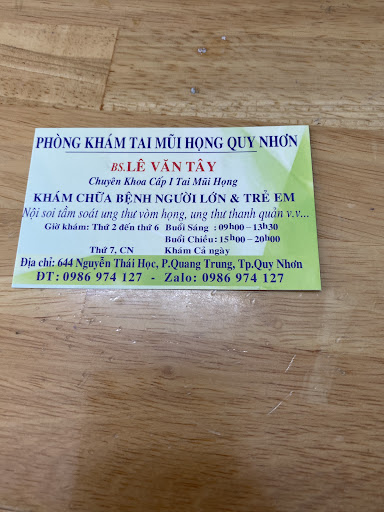 PHÒNG KHÁM TAI MŨI HỌNG QUY NHƠN
BS.LÊ VĂN TÂY
Chuyên Khoa Cấp I Tai Mũi Họng
KHÁM CHỮA BỆNH NGƯỜI LỚN & TRẺ EM
Nội soi tầm soát ung thư vòm họng, ung thư thanh quản v.v...
Giờ khám: Thứ 2 đến thứ 6 Buổi Sáng : 09h00 - 13h30
Buổi Chiều: 15h00 - 20h00
Thứ 7, CN Khám Cả ngày
Địa chỉ: 644 Nguyễn Thái Học, P.Quang Trung, Tp.Quy Nhơn
ĐT: 0986 974 127 - Zalo: 0986 974 127